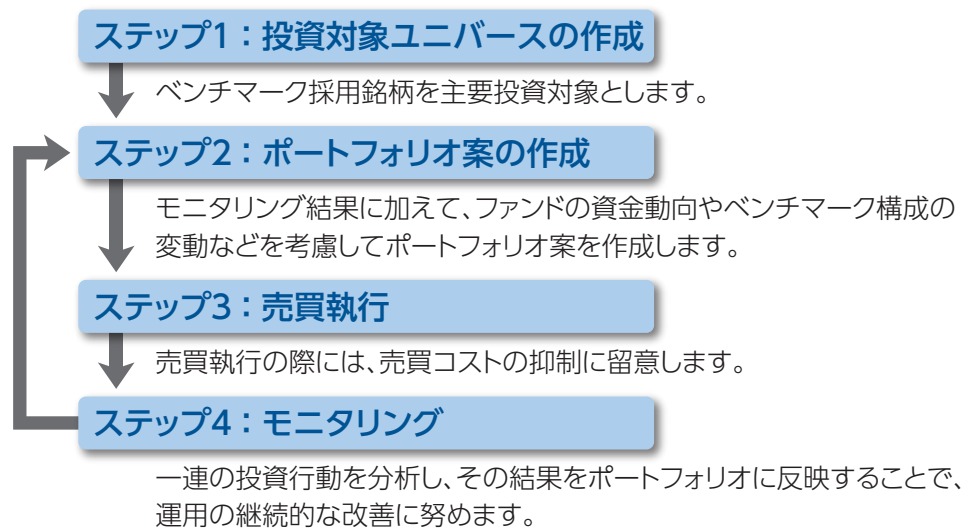 ステップ1：投資対象ユニバースの作成
ベンチマーク採用銘柄を主要投資対象とします。
ステップ2：ポートフォリオ案の作成
モニタリング結果に加えて、ファンドの資金動向やベンチマーク構成の
変動などを考慮してポートフォリオ案を作成します。
ステップ3：売買執行
売買執行の際には、売買コストの抑制に留意します。
ステップ4：モニタリング
一連の投資行動を分析し、その結果をポートフォリオに反映することで、
運用の継続的な改善に努めます。